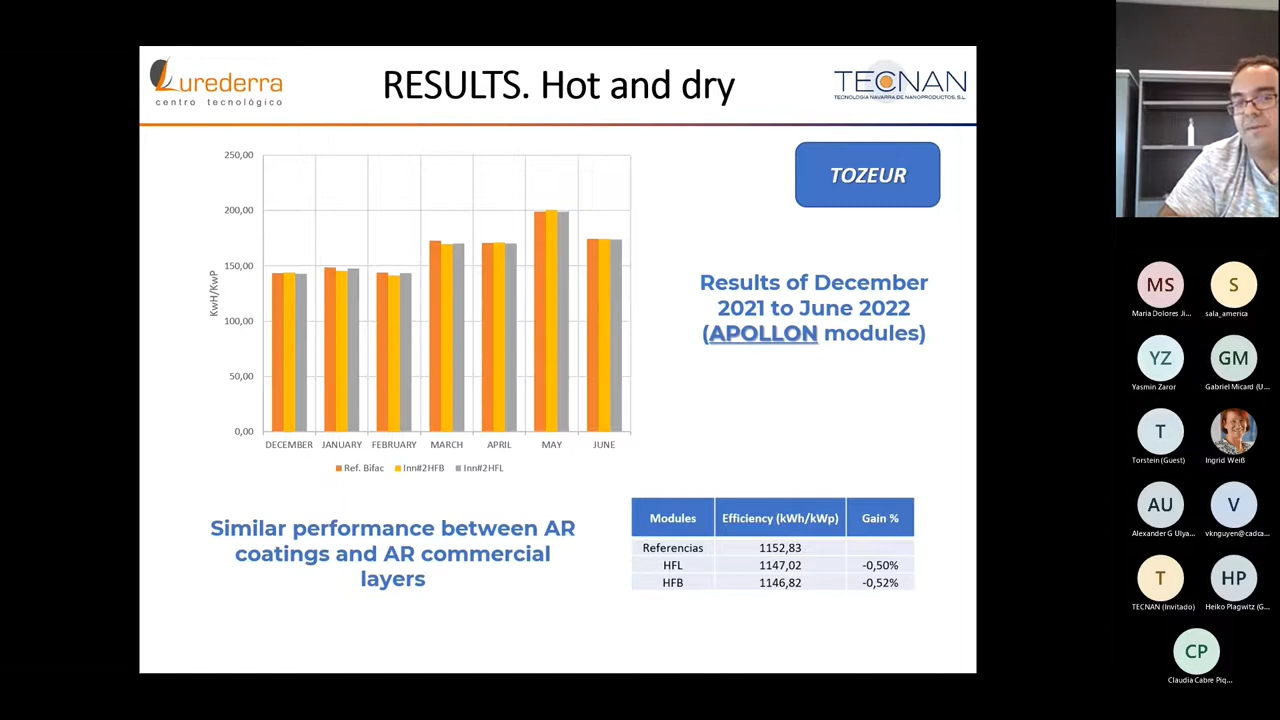 Lurederra
centro tecnológico
RESULTS. Hot and dry
TECNAN
TECNOLOGÍA NAVARRA DE NANOPRODUCTOS, S.L.
TOZEUR
250,00
200,00
150,00
100,00
50,00
0,00
KwH/KwP
DECEMBER JANUARY FEBRUARY MARCH APRIL MAY JUNE
Ref. Bifac Inn#2HFB Inn#2HFL
Results of December
2021 to June 2022
(APOLLON modules)
Similar performance between AR
coatings and AR commercial
layers
Modules Efficiency (kWh/kWp) Gain %
Referencias 1152,83
HFL 1147,02 -0,50%
HFB 1146,82 -0,52%
MS S
Maria Dolores Ji... sala_america
YZ GM
Yasmin Zaror Gabriel Micard (U...
T
Torstein (Guest) Ingrid Weiß
AU V
Alexander G Ulya... vknguyen@cadca...
T HP
TECNAN (Invitado) Heiko Plagwitz (G...
CP
Claudia Cabre Piq...